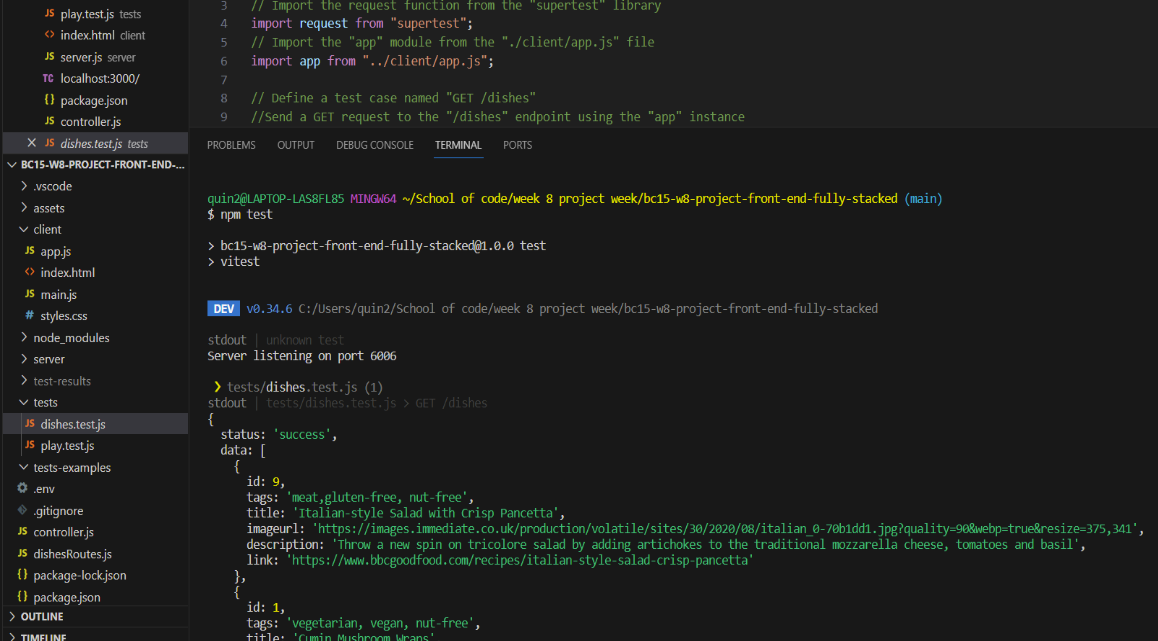 JS play.test.js tests
<> index.html client
JS server.js server
TC localhost:3000/
{} package.json
JS controller.js
JS dishes.test.js tests
BC15-W8-PROJECT-FRONT-END-...
.vscode
assets
client
JS app.js
<> index.html
JS main.js
# styles.css
node_modules
server
test-results
tests
JS dishes.test.js
JS play.test.js
tests-examples
.env
.gitignore
JS controller.js
JS dishesRoutes.js
{} package-lock.json
{} package.json
OUTLINE
TIMELINE
3 // Import the request function from the "supertest" library
4 import request from "supertest";
5 // Import the "app" module from the "./client/app.js" file
6 import app from "../client/app.js";
7
8 // Define a test case named "GET /dishes"
9 //Send a GET request to the "/dishes" endpoint using the "app" instance
PROBLEMS OUTPUT DEBUG CONSOLE TERMINAL PORTS
quin2@LAPTOP-LAS8FL85 MINGW64 ~/School of code/week 8 project week/bc15-w8-project-front-end-fully-stacked (main)
$ npm test
> bc15-w8-project-front-end-fully-stacked@1.0.0 test
> vitest
DEV v0.34.6 C:/Users/quin2/School of code/week 8 project week/bc15-w8-project-front-end-fully-stacked
stdout | unknown test
Server listening on port 6006
❯ tests/dishes.test.js (1)
stdout | tests/dishes.test.js > GET /dishes
{
status: 'success',
data: [
{
id: 9,
tags: 'meat,gluten-free, nut-free',
title: 'Italian-style Salad with Crisp Pancetta',
imageurl: 'https://images.immediate.co.uk/production/volatile/sites/30/2020/08/italian_0-70b1dd1.jpg?quality=90&webp=true&resize=375,341',
description: 'Throw a new spin on tricolore salad by adding artichokes to the traditional mozzarella cheese, tomatoes and basil',
link: 'https://www.bbcgoodfood.com/recipes/italian-style-salad-crisp-pancetta'
},
{
id: 1,
tags: 'vegetarian, vegan, nut-free',
title: 'Cumin Mushroom Wraps',